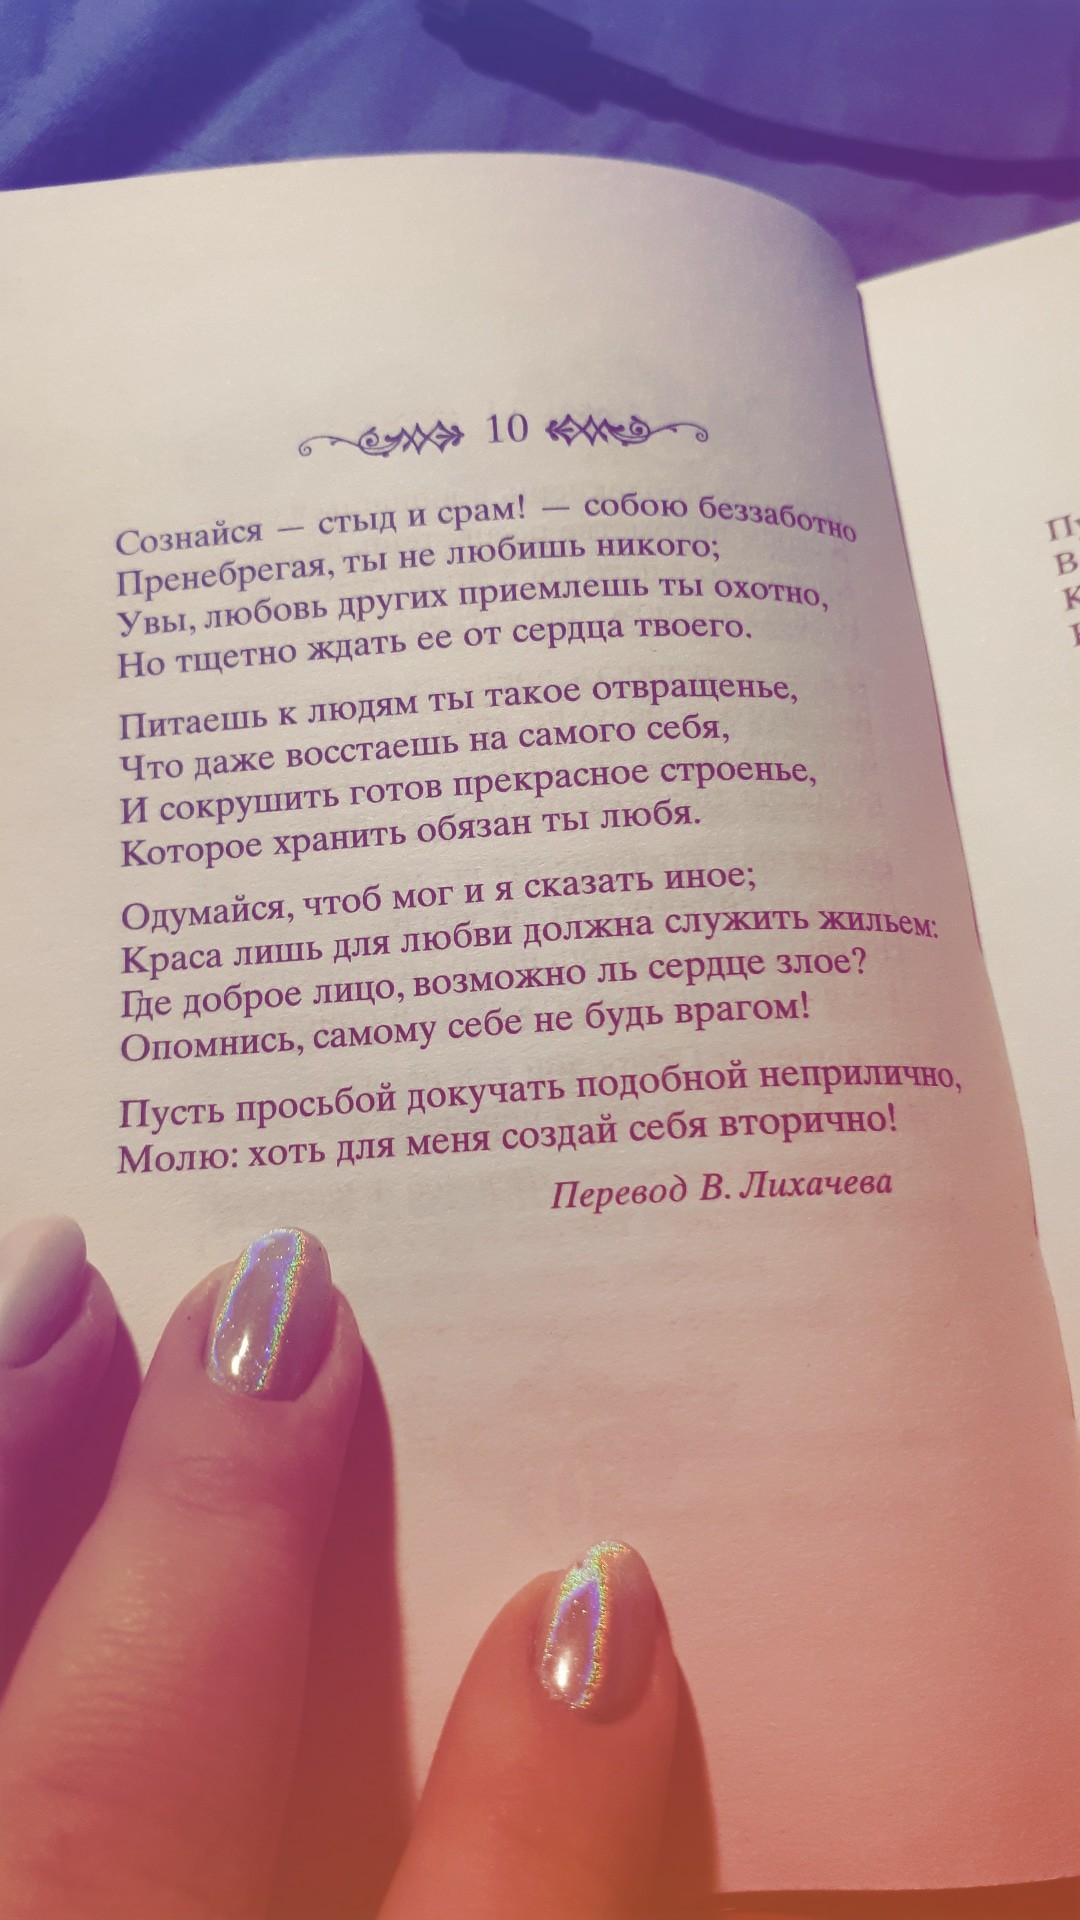 10
Сознайся — стыд и срам! — собою беззаботно
Пренебрегая, ты не любишь никого;
Увы, любовь других приемлешь ты охотно,
Но тщетно ждать ее от сердца твоего.
Питаешь к людям ты такое отвращенье,
Что даже восстаешь на самого себя,
И сокрушить готов прекрасное строенье,
Которое хранить обязан ты любя.
Одумайся, чтоб мог и я сказать иное;
Краса лишь для любви должна служить жильем:
Где доброе лицо, возможно ль сердце злое?
Опомнись, самому себе не будь врагом!
Пусть просьбой докучать подобной неприлично,
Молю: хоть для меня создай себя вторично!
Перевод В. Лихачева